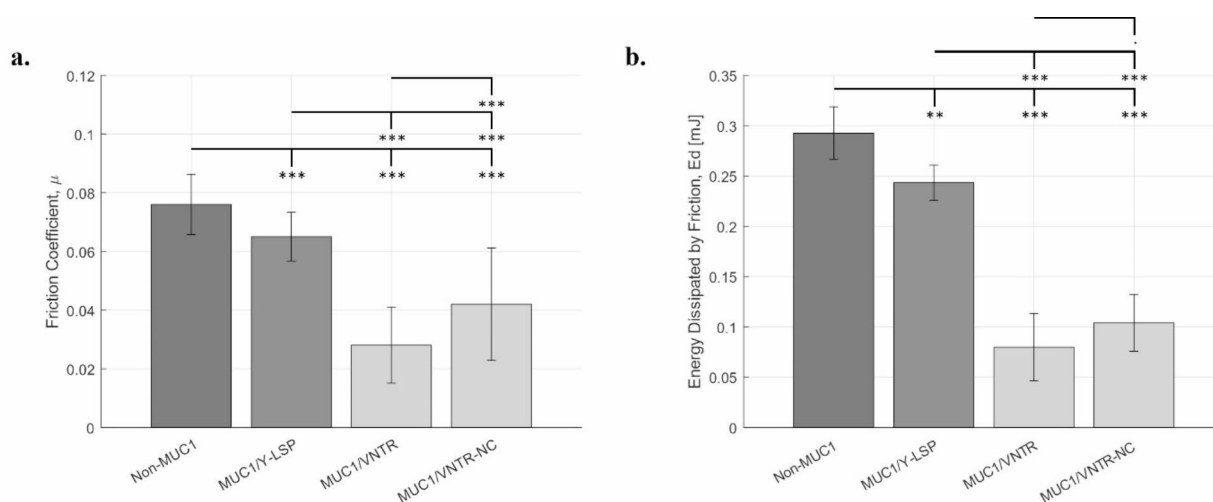 a.
0.12
0.1
0.08
0.06
0.04
0.02
0
Friction Coefficient, μ
***
*** ***
*** *** ***
Non-MUC1
MUC1/Y-LSP
MUC1/VNTR
MUC1/VNTR-NC
b.
0.35
0.3
0.25
0.2
0.15
0.1
0.05
0
Energy Dissipated by Friction, Ed [mJ]
.
*** ***
** *** ***
Non-MUC1
MUC1/Y-LSP
MUC1/VNTR
MUC1/VNTR-NC